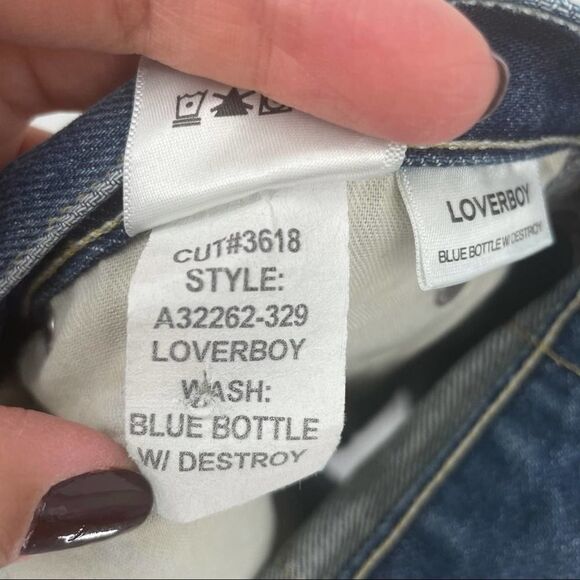 CUT#3618
STYLE:
A32262-329
LOVERBOY
WASH:
BLUE BOTTLE
W/ DESTROY
LOVERBOY
BLUE BOTTLE W/ DESTROY